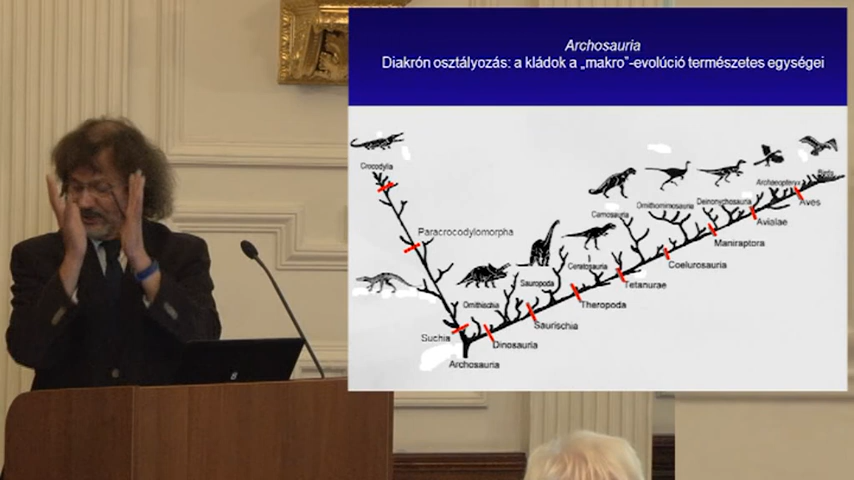 Archosauria
Diakrón osztályozás: a kládok a „makro”-evolúció természetes egységei
Crocodylia
Paracrocodylomorpha
Suchia
Archosauria
Ornithischia
Dinosauria
Sauropoda
Saurischia
Ceratosauria
Theropoda
Carnosauria
Tetanurae
Ornithomimosauria
Coelurosauria
Deinonychosauria
Maniraptora
Archaeopteryx
Avialae
Birds
Aves